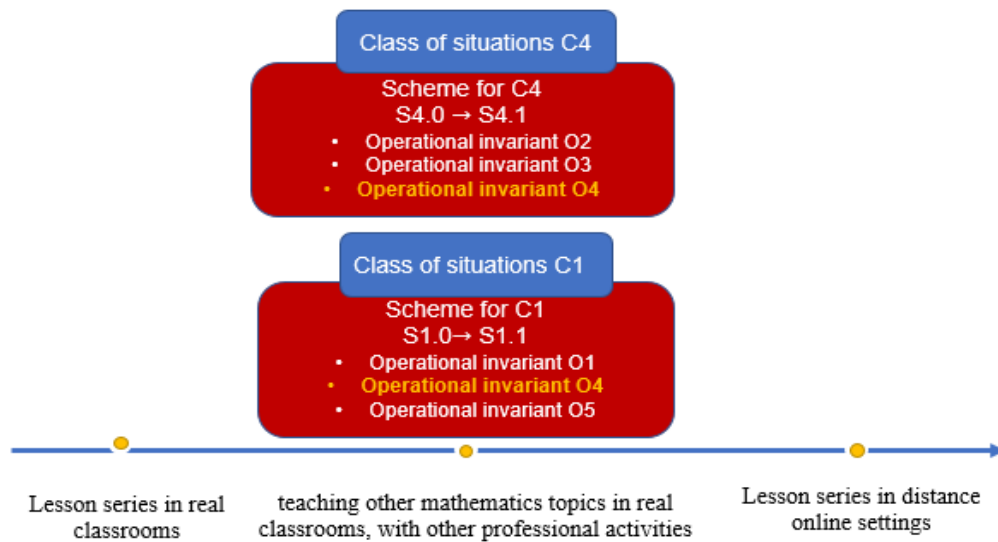 Class of situations C4
Scheme for C4
S4.0 → S4.1
• Operational invariant O2
• Operational invariant O3
• Operational invariant O4
Class of situations C1
Scheme for C1
S1.0→ S1.1
• Operational invariant O1
• Operational invariant O4
• Operational invariant O5
Lesson series in real
classrooms
teaching other mathematics topics in real
classrooms, with other professional activities
Lesson series in distance
online settings